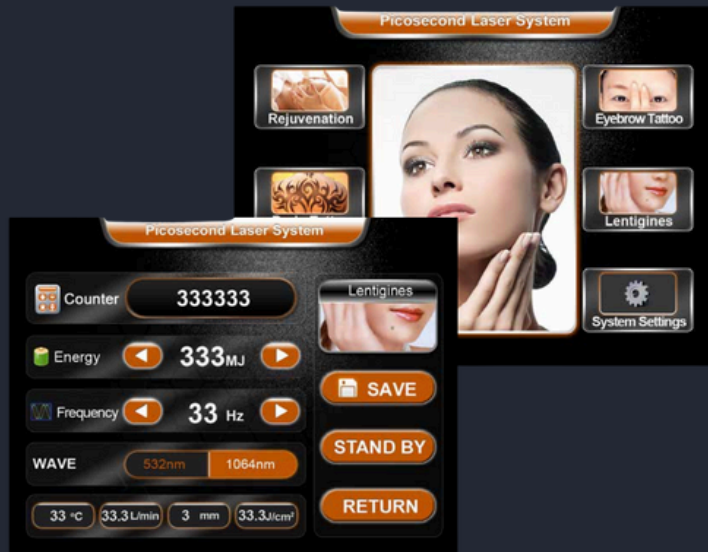 Picosecond Laser System
Rejuvenation
Eyebrow Tattoo
Lentigines
System Settings
Picosecond Laser System
Counter 333333
Energy 333MJ
Frequency 33 Hz
WAVE 532nm 1064nm
33 °C 33.3L/min 3 mm 33.3J/cm²
Lentigines
SAVE
STAND BY
RETURN